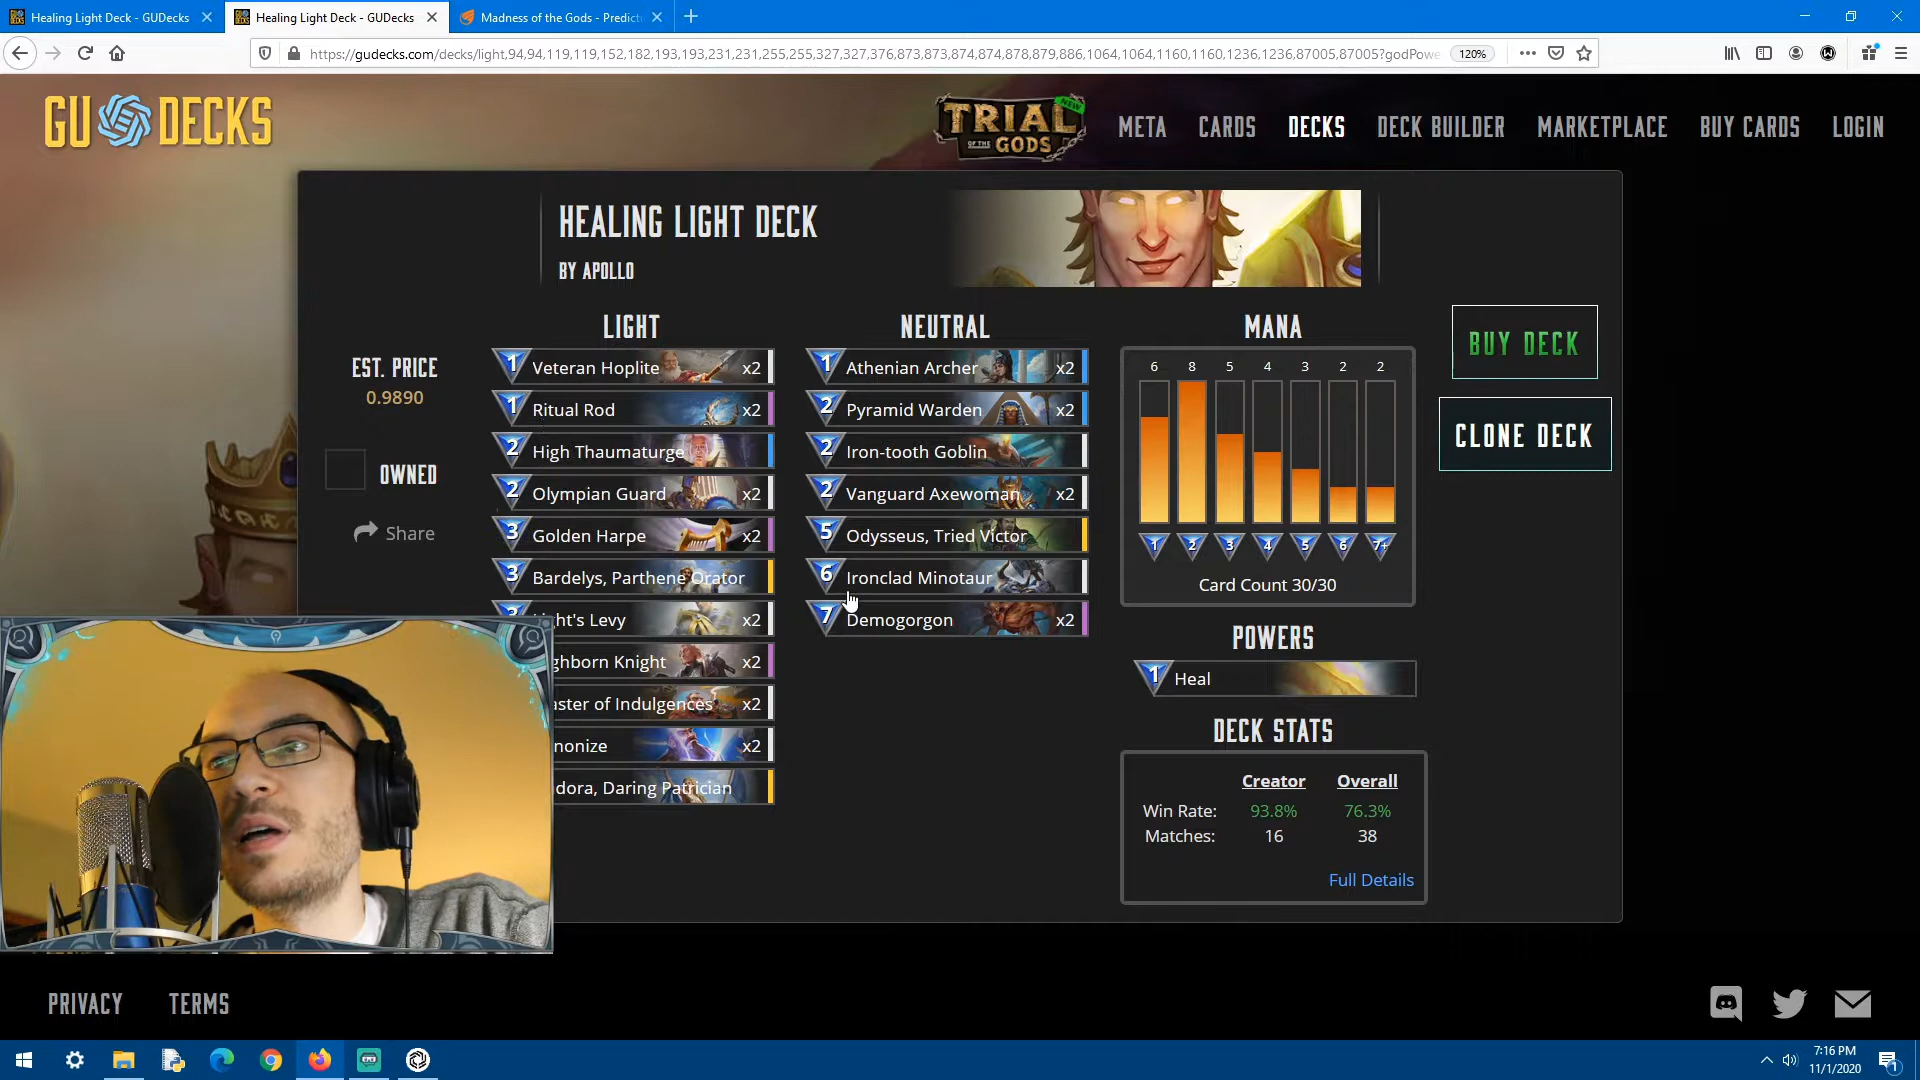 Healing Light Deck - GUDecks
Healing Light Deck - GUDecks
Madness of the Gods - Predict
https://gudecks.com/decks/light,94,94,119,119,152,182,193,193,231,231,255,255,327,327,376,873,873,874,874,878,879,886,1064,1064,1160,1160,1236,1236,87005,87005?godPowe
120%
GU DECKS
TRIAL OF THE GODS NEW
META
CARDS
DECKS
DECK BUILDER
MARKETPLACE
BUY CARDS
LOGIN
HEALING LIGHT DECK
BY APOLLO
EST. PRICE
0.9890
OWNED
Share
LIGHT
1 Veteran Hoplite x2
1 Ritual Rod x2
2 High Thaumaturge
2 Olympian Guard x2
3 Golden Harpe x2
3 Bardelys, Parthene Orator
3 ght's Levy x2
ghborn Knight x2
aster of Indulgences x2
nonize x2
dora, Daring Patrician
NEUTRAL
1 Athenian Archer x2
2 Pyramid Warden x2
2 Iron-tooth Goblin
2 Vanguard Axewoman x2
5 Odysseus, Tried Victor
6 Ironclad Minotaur
7 Demogorgon x2
MANA
6 8 5 4 3 2 2
1 2 3 4 5 6 7+
Card Count 30/30
POWERS
1 Heal
DECK STATS
Creator Overall
Win Rate: 93.8% 76.3%
Matches: 16 38
Full Details
BUY DECK
CLONE DECK
PRIVACY
TERMS
7:16 PM
11/1/2020
1